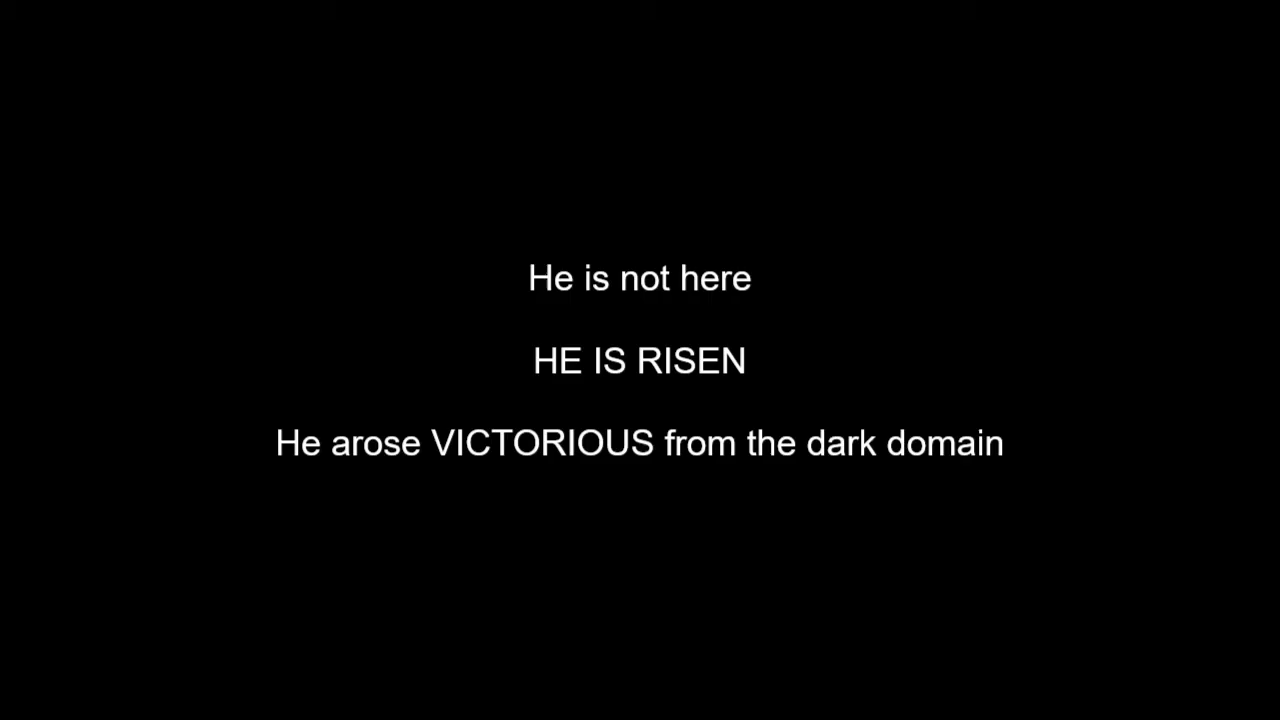 He is not here
HE IS RISEN
He arose VICTORIOUS from the dark domain